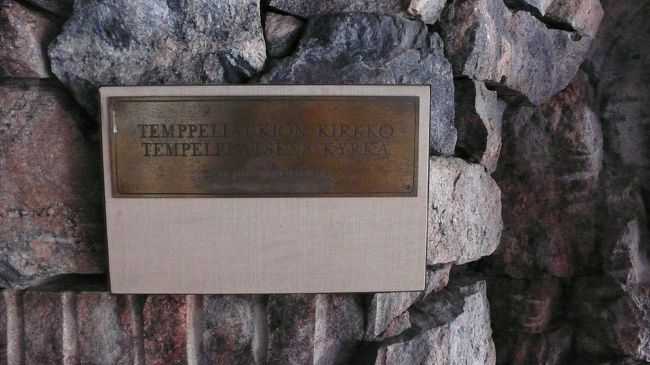 TEMPPELIAUKION KIRKKO
TEMPELPLATSENS KYRKA